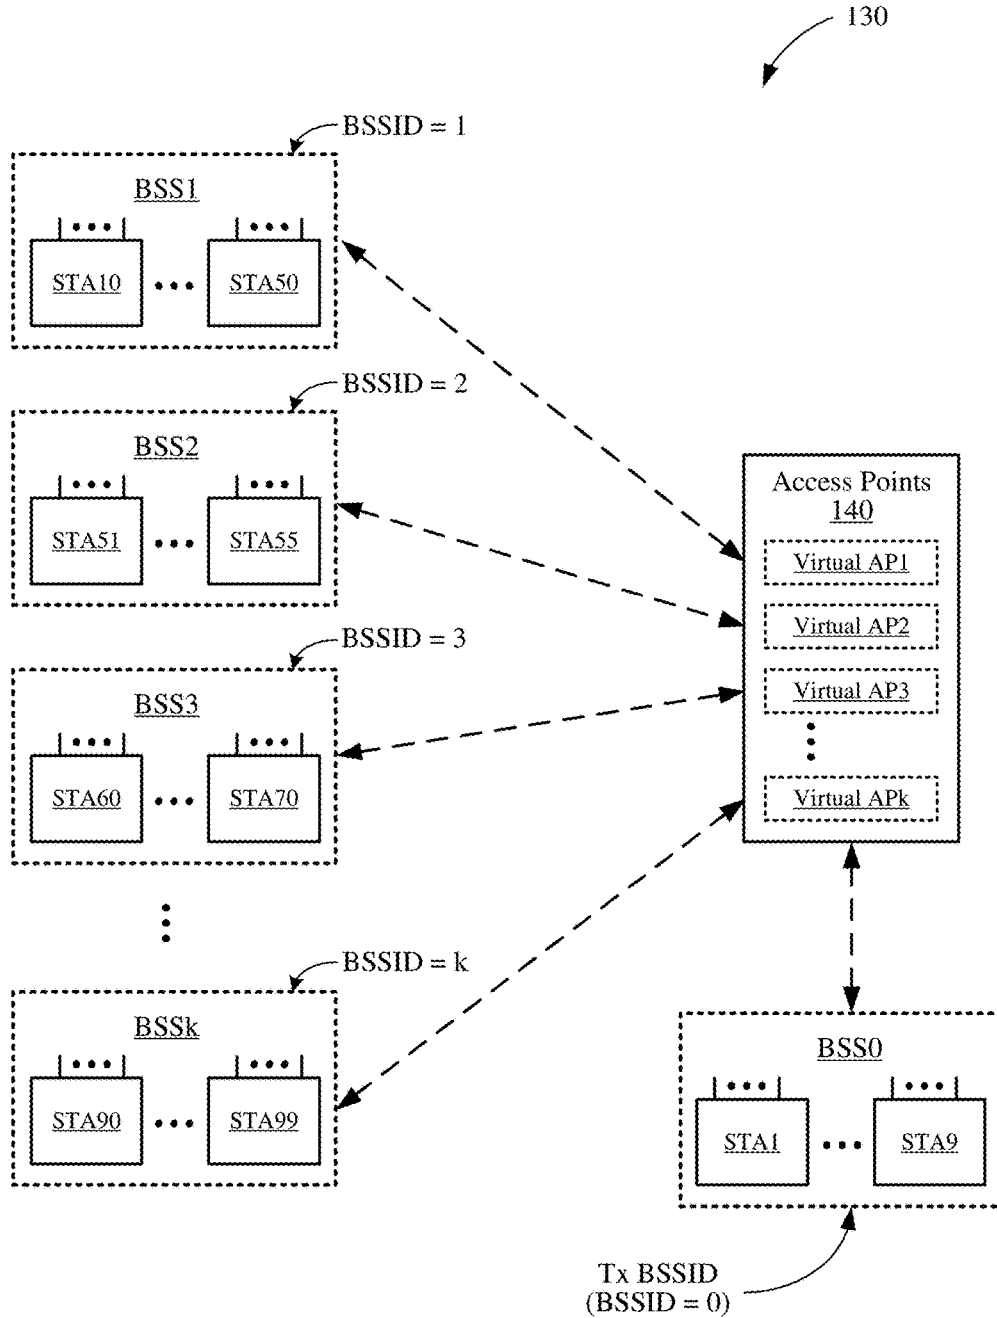 130
BSSID = 1
BSS1
STA10
STA50
BSSID = 2
BSS2
STA51
STA55
BSSID = 3
BSS3
STA60
STA70
BSSID = k
BSSk
STA90
STA99
Access Points
140
Virtual AP1
Virtual AP2
Virtual AP3
Virtual APk
BSS0
STA1
STA9
Tx BSSID
(BSSID = 0)